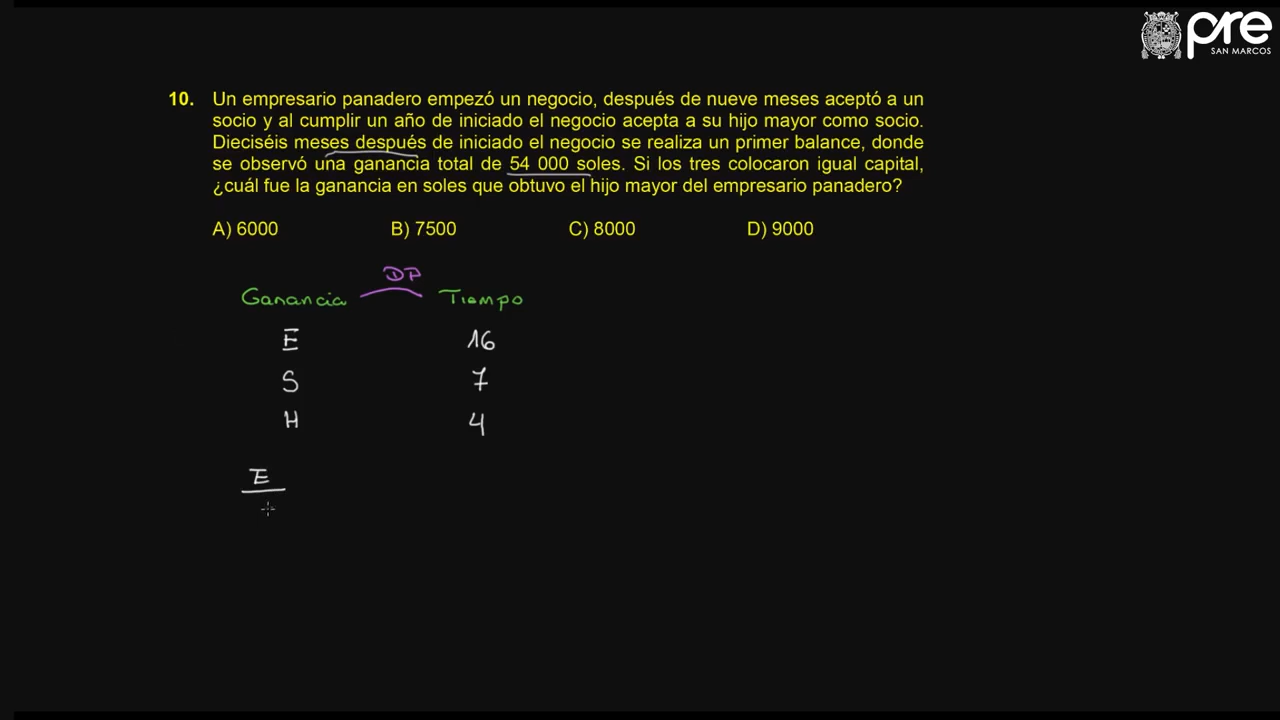 pre
SAN MARCOS
10. Un empresario panadero empezó un negocio, después de nueve meses aceptó a un
socio y al cumplir un año de iniciado el negocio acepta a su hijo mayor como socio.
Dieciséis meses después de iniciado el negocio se realiza un primer balance, donde
se observó una ganancia total de 54 000 soles. Si los tres colocaron igual capital,
¿cuál fue la ganancia en soles que obtuvo el hijo mayor del empresario panadero?
A) 6000 B) 7500 C) 8000 D) 9000
DP
Ganancia Tiempo
E 16
S 7
H 4
E